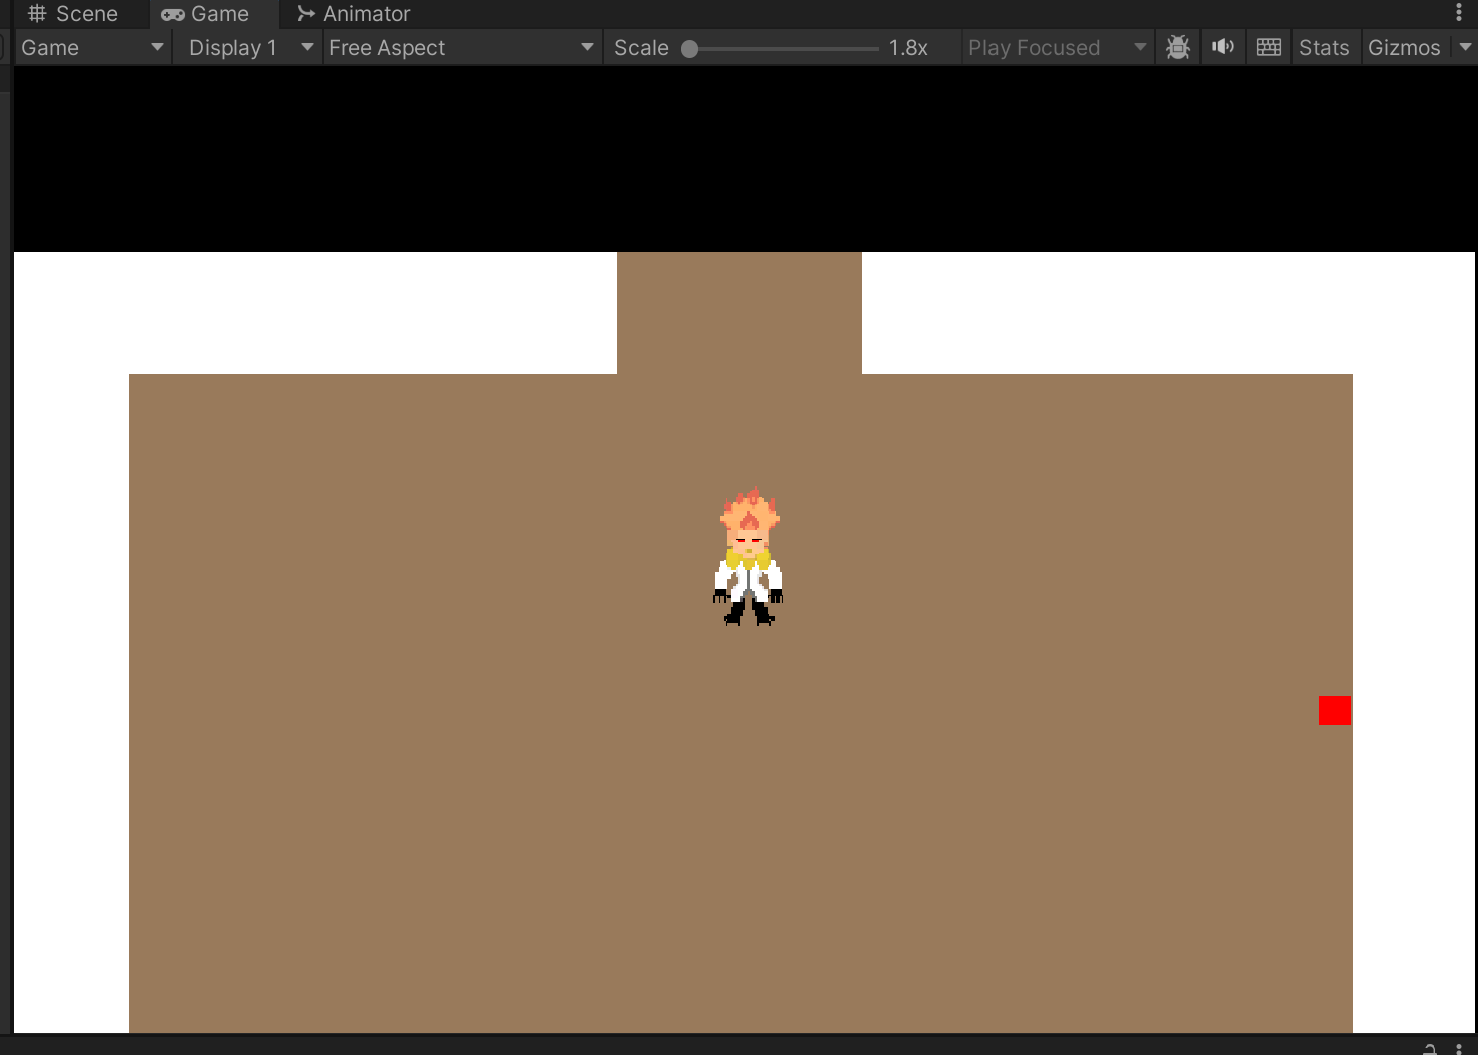 Scene Game Animator
Game Display 1 Free Aspect Scale 1.8x Play Focused Stats Gizmos